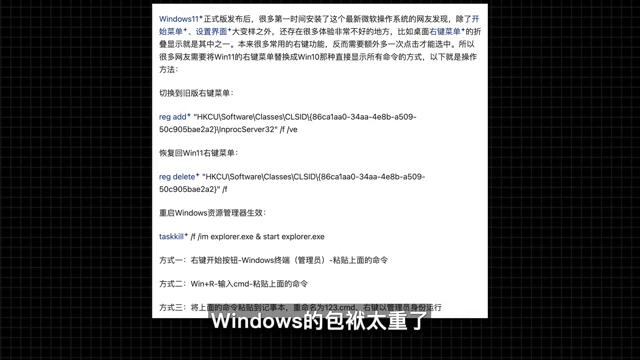 Windows11正式版发布后，很多第一时间安装了这个最新微软操作系统的网友发现，除了开
始菜单、设置界面大变样之外，还存在很多体验非常不好的地方，比如桌面右键菜单的折
叠显示就是其中之一。本来很多常用的右键功能，反而需要额外多一次点击才能选中。所以
很多网友需要将Win11的右键菜单替换成Win10那种直接显示所有命令的方式，以下就是操作
方法：
切换到旧版右键菜单：
reg add "HKCU\Software\Classes\CLSID\{86ca1aa0-34aa-4e8b-a509-
50c905bae2a2}\InprocServer32" /f /ve
恢复回Win11右键菜单：
reg delete "HKCU\Software\Classes\CLSID\{86ca1aa0-34aa-4e8b-a509-
50c905bae2a2}" /f
重启Windows资源管理器生效：
taskkill /f /im explorer.exe & start explorer.exe
方式一：右键开始按钮-Windows终端（管理员）-粘贴上面的命令
方式二：Win+R-输入cmd-粘贴上面的命令
方式三：将上面的命令粘贴到记事本，重命名为123.cmd，右键以管理员身份运行
Windows的包袱太重了